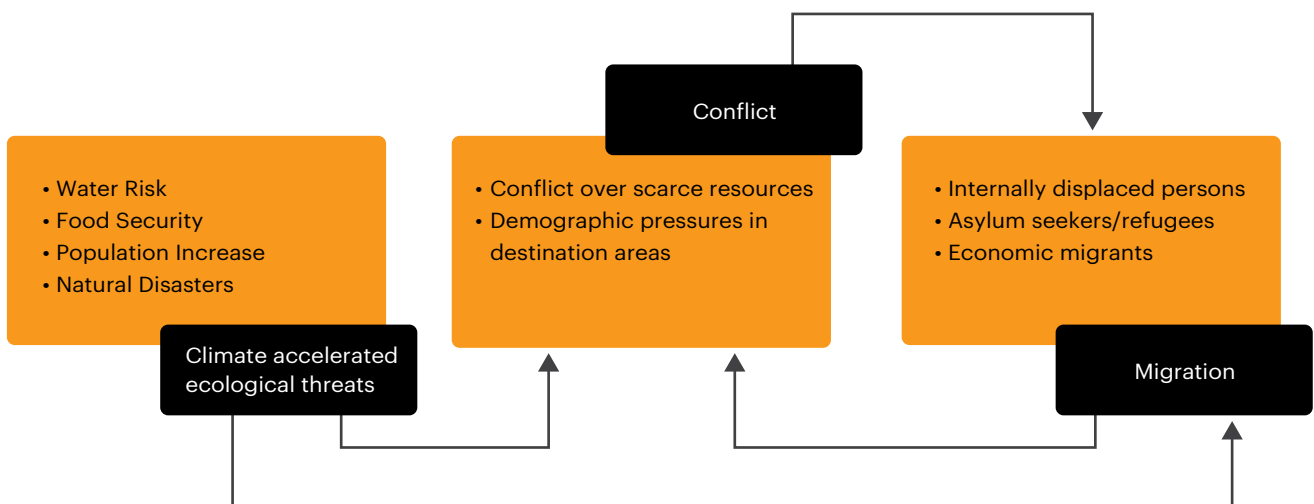 • Water Risk
• Food Security
• Population Increase
• Natural Disasters
Climate accelerated
ecological threats
Conflict
• Conflict over scarce resources
• Demographic pressures in
destination areas
• Internally displaced persons
• Asylum seekers/refugees
• Economic migrants
Migration